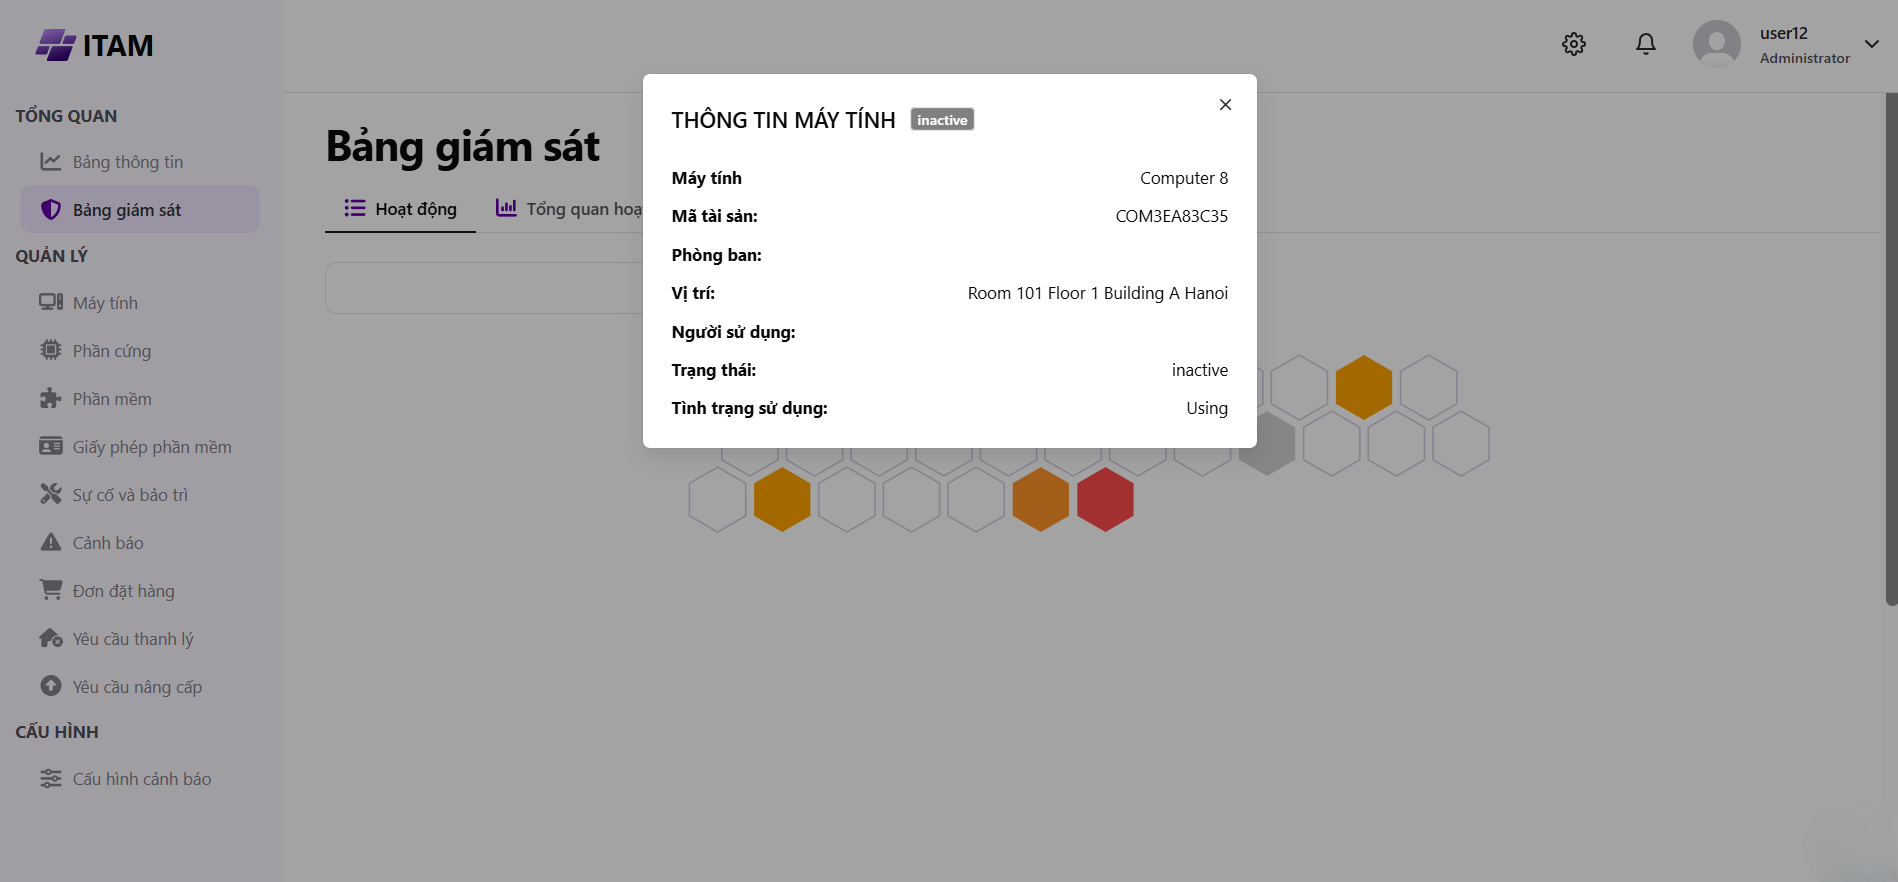 ITAM
user12
Administrator
TỔNG QUAN
Bảng thông tin
Bảng giám sát
QUẢN LÝ
Máy tính
Phần cứng
Phần mềm
Giấy phép phần mềm
Sự cố và bảo trì
Cảnh báo
Đơn đặt hàng
Yêu cầu thanh lý
Yêu cầu nâng cấp
CẤU HÌNH
Cấu hình cảnh báo
Bảng giám sát
Hoạt động
Tổng quan hoạ
THÔNG TIN MÁY TÍNH inactive
Máy tính Computer 8
Mã tài sản: COM3EA83C35
Phòng ban:
Vị trí: Room 101 Floor 1 Building A Hanoi
Người sử dụng:
Trạng thái: inactive
Tình trạng sử dụng: Using